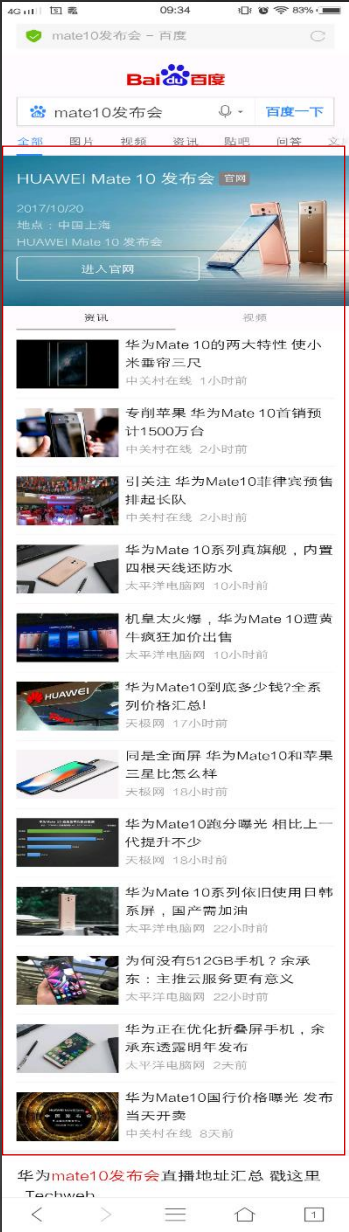 4G 09:34 83%
mate10发布会 - 百度
Bai 百度
mate10发布会 百度一下
全部 图片 视频 资讯 贴吧 问答
HUAWEI Mate 10 发布会 官网
2017/10/20
地点：中国上海
HUAWEI Mate 10 发布会
进入官网
资讯 视频
华为Mate 10的两大特性 使小
米垂帘三尺
中关村在线 1小时前
专削苹果 华为Mate 10首销预
计1500万台
中关村在线 2小时前
引关注 华为Mate10菲律宾预售
排起长队
中关村在线 2小时前
华为Mate 10系列真旗舰，内置
四根天线还防水
太平洋电脑网 10小时前
机皇太火爆，华为Mate 10遭黄
牛疯狂加价出售
太平洋电脑网 10小时前
HUAWEI
华为Mate10到底多少钱?全系
列价格汇总!
天极网 17小时前
同是全面屏 华为Mate10和苹果
三星比怎么样
天极网 18小时前
华为Mate10跑分曝光 相比上一
代提升不少
天极网 18小时前
华为Mate 10系列依旧使用日韩
系屏，国产需加油
太平洋电脑网 22小时前
为何没有512GB手机？余承
东：主推云服务更有意义
太平洋电脑网 22小时前
华为正在优化折叠屏手机，余
承东透露明年发布
太平洋电脑网 2天前
华为Mate10国行价格曝光 发布
当天开卖
中关村在线 8天前
华为mate10发布会直播地址汇总 戳这里
_Techweb
1